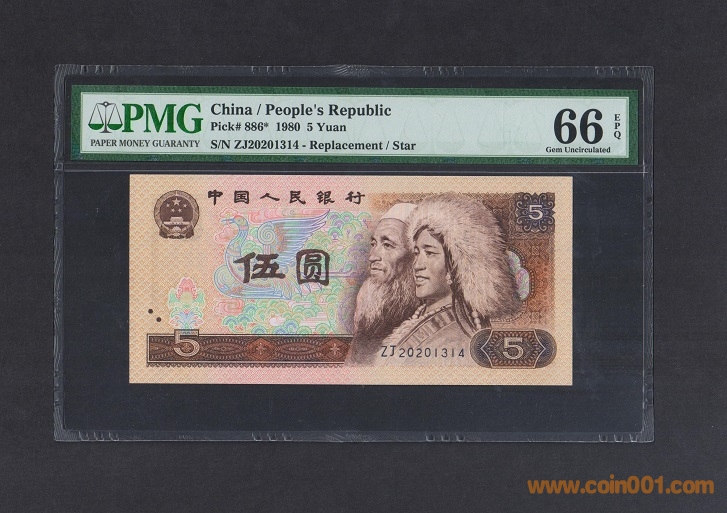 PMG
PAPER MONEY GUARANTY
China / People's Republic
Pick# 886* 1980 5 Yuan
S/N ZJ20201314 - Replacement / Star
66 EPQ
Gem Uncirculated
中国人民银行
5
伍圆
5
ZJ20201314
5
www.coin001.com